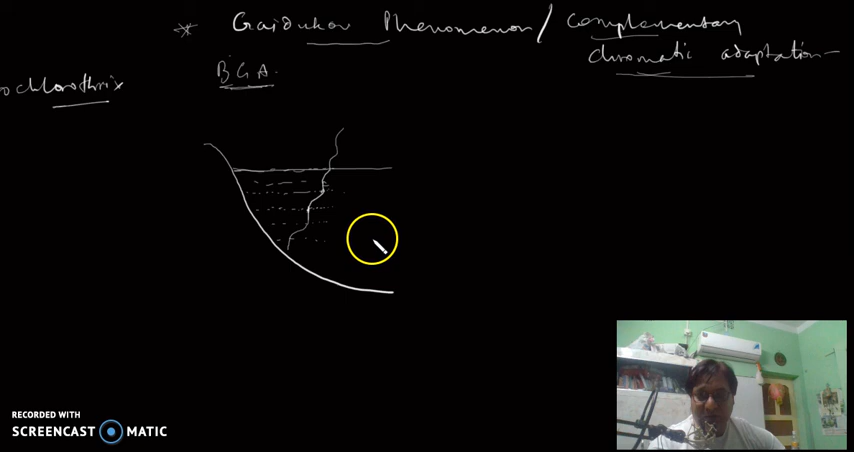 * Gaidukov Phenomenon / Complementary
chromatic adaptation -
ochlorothrix
BGA.
RECORDED WITH
SCREENCAST MATIC